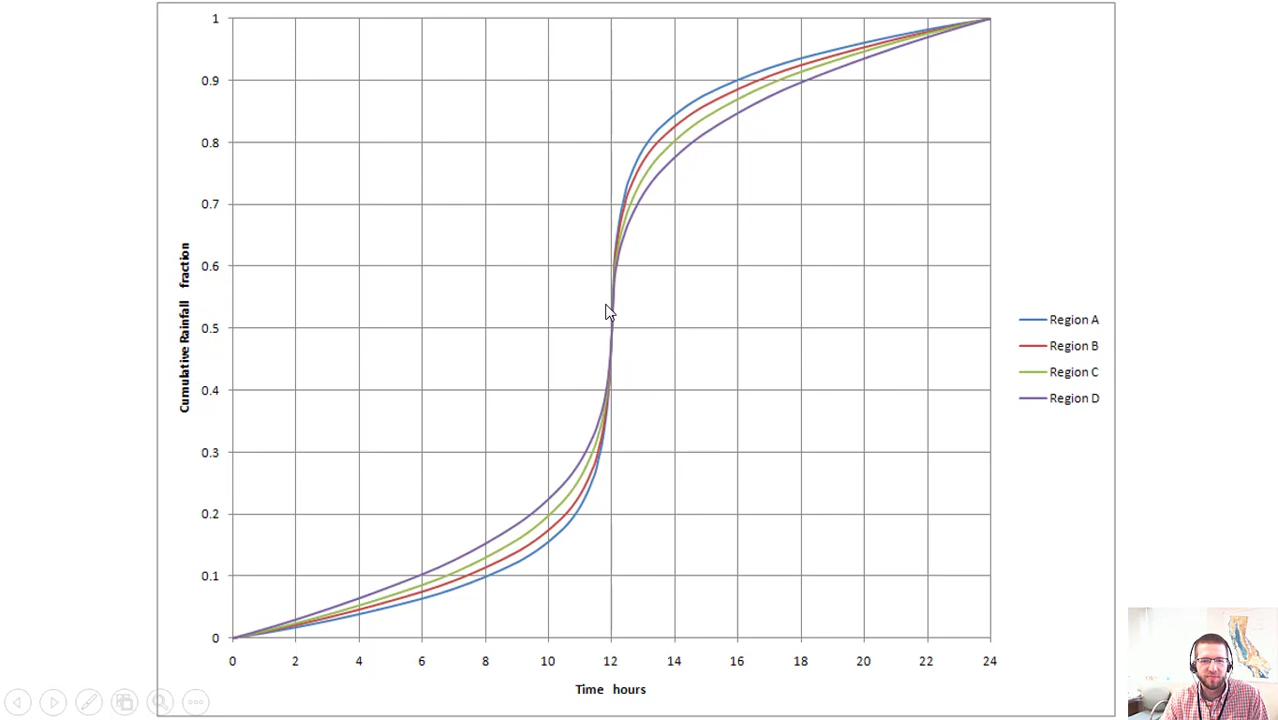 1
0.9
0.8
0.7
0.6
0.5
0.4
0.3
0.2
0.1
0
Cumulative Rainfall fraction
0 2 4 6 8 10 12 14 16 18 20 22 24
Time hours
Region A
Region B
Region C
Region D